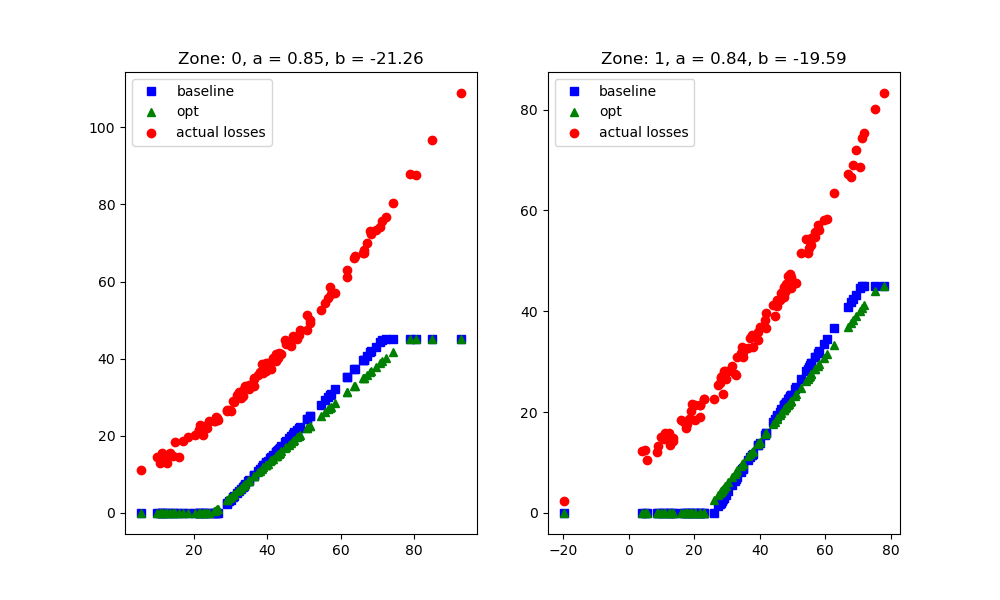 Zone: 0, a = 0.85, b = -21.26
baseline
opt
actual losses
100
80
60
40
20
0
20 40 60 80
Zone: 1, a = 0.84, b = -19.59
baseline
opt
actual losses
80
60
40
20
0
−20 0 20 40 60 80